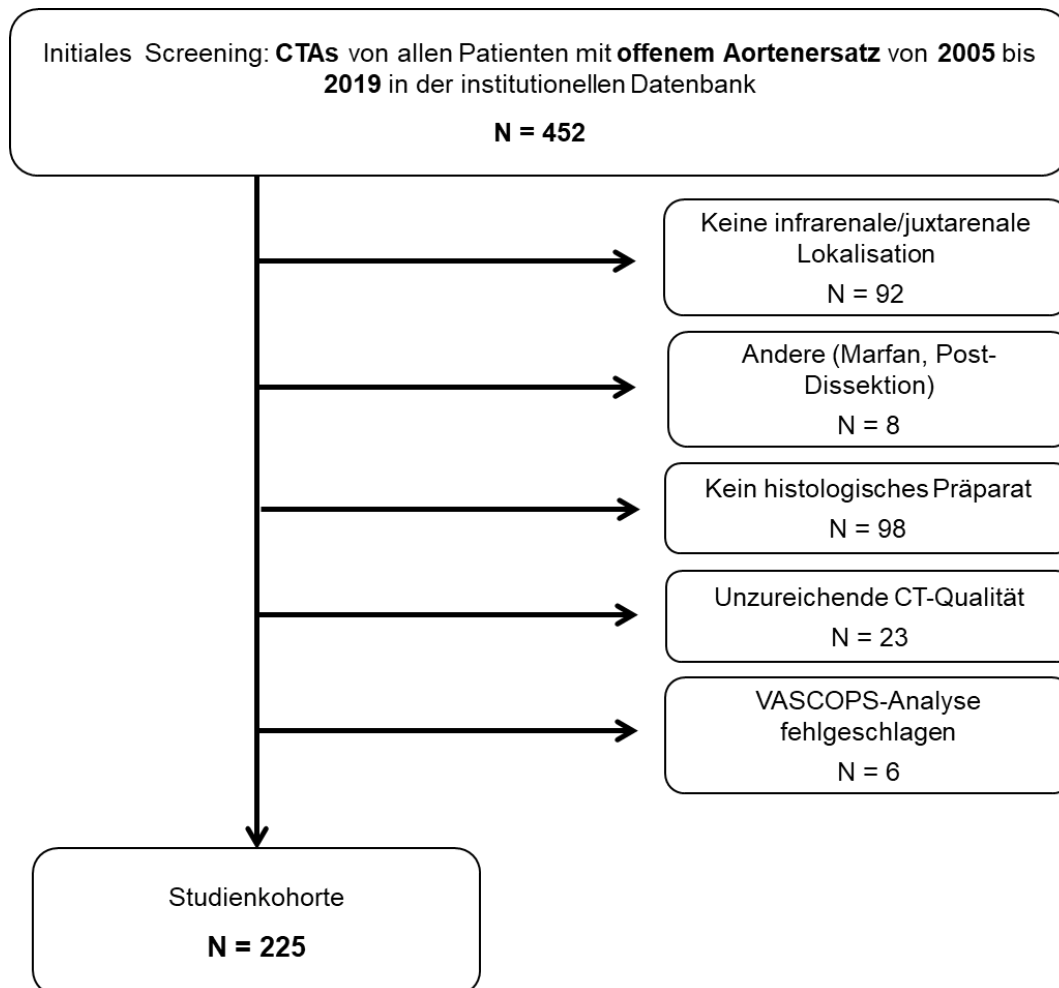 Initiales Screening: CTAs von allen Patienten mit offenem Aortenersatz von 2005 bis
2019 in der institutionellen Datenbank
N = 452
Keine infrarenale/juxtarenale
Lokalisation
N = 92
Andere (Marfan, Post-
Dissektion)
N = 8
Kein histologisches Präparat
N = 98
Unzureichende CT-Qualität
N = 23
VASCOPS-Analyse
fehlgeschlagen
N = 6
Studienkohorte
N = 225